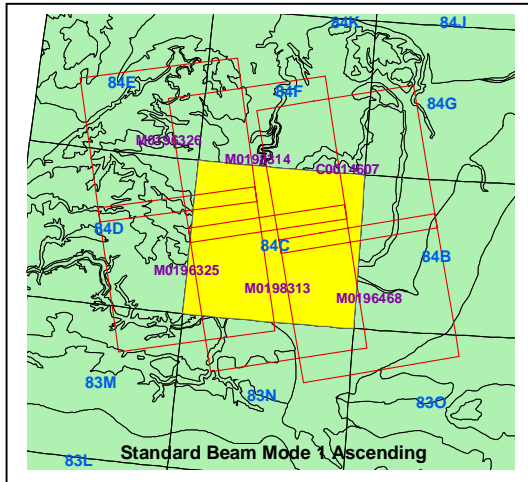 84K
84J
84E
84F
84G
M0196326
M0198314
C0014607
84D
84C
84B
M0196325
M0198313
M0196468
83M
83N
83O
Standard Beam Mode 1 Ascending
83L